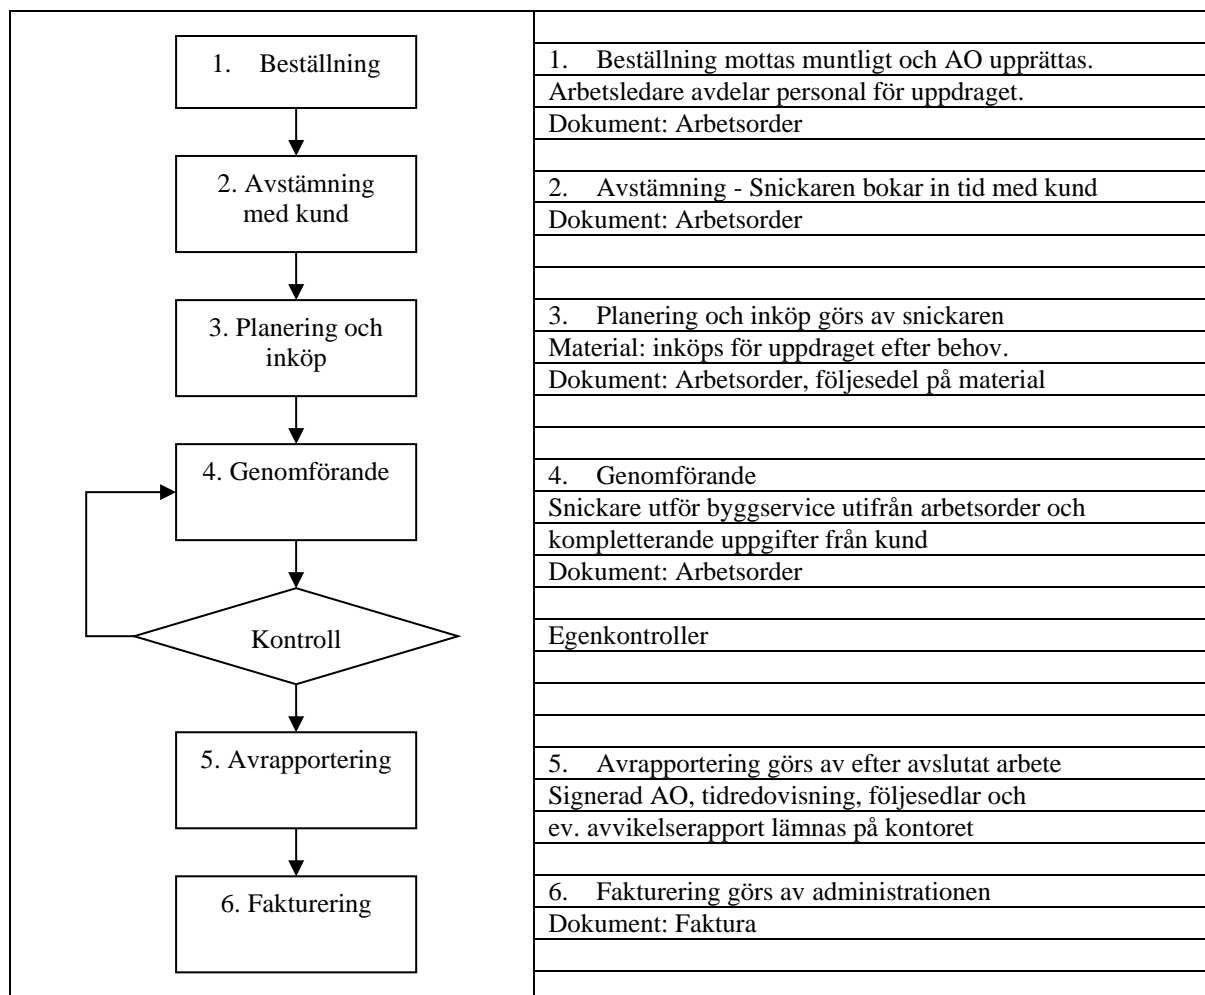 1. Beställning
2. Avstämning
med kund
3. Planering och
inköp
4. Genomförande
Kontroll
5. Avrapportering
6. Fakturering
1. Beställning mottas muntligt och AO upprättas.
Arbetsledare avdelar personal för uppdraget.
Dokument: Arbetsorder
2. Avstämning - Snickaren bokar in tid med kund
Dokument: Arbetsorder
3. Planering och inköp görs av snickaren
Material: inköps för uppdraget efter behov.
Dokument: Arbetsorder, följesedel på material
4. Genomförande
Snickare utför byggservice utifrån arbetsorder och
kompletterande uppgifter från kund
Dokument: Arbetsorder
Egenkontroller
5. Avrapportering görs av efter avslutat arbete
Signerad AO, tidredovisning, följesedlar och
ev. avvikelserapport lämnas på kontoret
6. Fakturering görs av administrationen
Dokument: Faktura